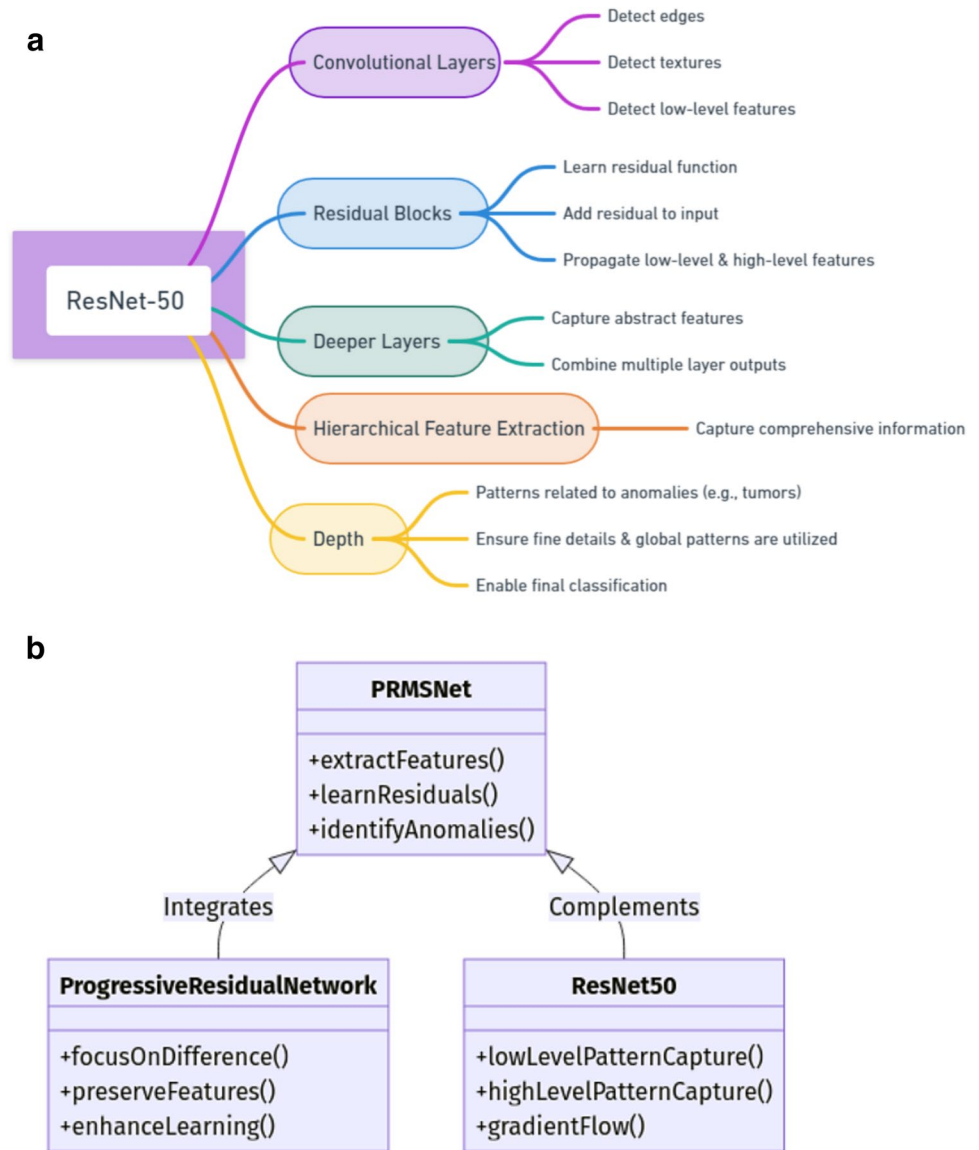 a
ResNet-50
Convolutional Layers
Detect edges
Detect textures
Detect low-level features
Residual Blocks
Learn residual function
Add residual to input
Propagate low-level & high-level features
Deeper Layers
Capture abstract features
Combine multiple layer outputs
Hierarchical Feature Extraction
Capture comprehensive information
Depth
Patterns related to anomalies (e.g., tumors)
Ensure fine details & global patterns are utilized
Enable final classification
b
PRMSNet
+extractFeatures()
+learnResiduals()
+identifyAnomalies()
Integrates
Complements
ProgressiveResidualNetwork
+focusOnDifference()
+preserveFeatures()
+enhanceLearning()
ResNet50
+lowLevelPatternCapture()
+highLevelPatternCapture()
+gradientFlow()